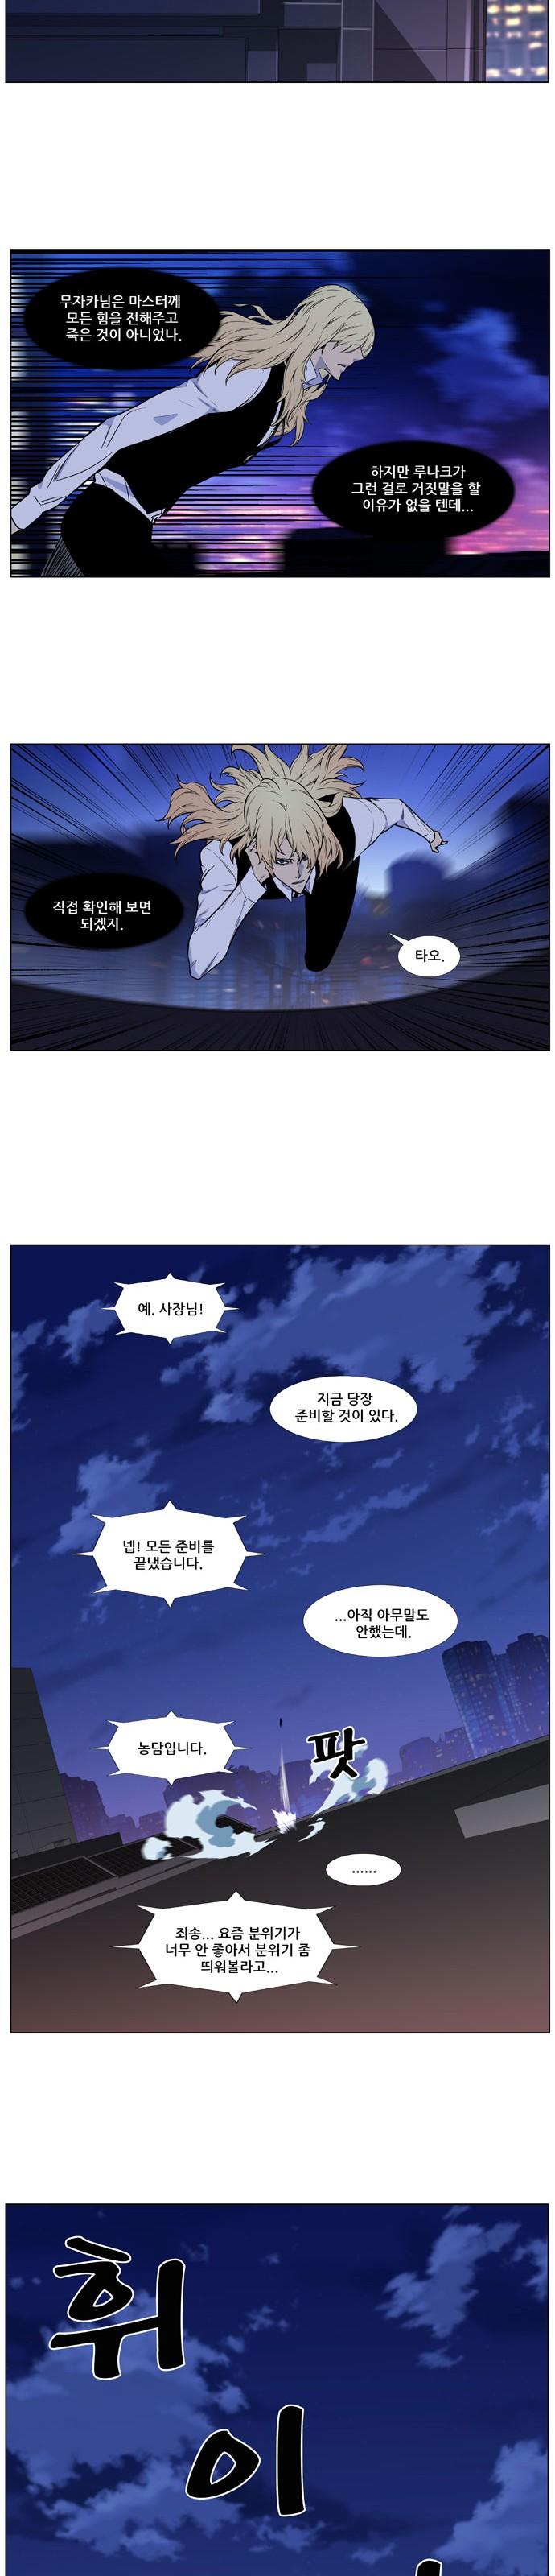 무자카님은 마스터께
모든 힘을 전해주고
죽은 것이 아니었나.
하지만 루나크가
그런 걸로 거짓말을 할
이유가 없을 텐데...
직접 확인해 보면
되겠지.
타오.
예. 사장님!
지금 당장
준비할 것이 있다.
넵! 모든 준비를
끝냈습니다.
...아직 아무말도
안했는데.
농담입니다.
팟
......
죄송... 요즘 분위기가
너무 안 좋아서 분위기 좀
띄워볼라고...
휘
이